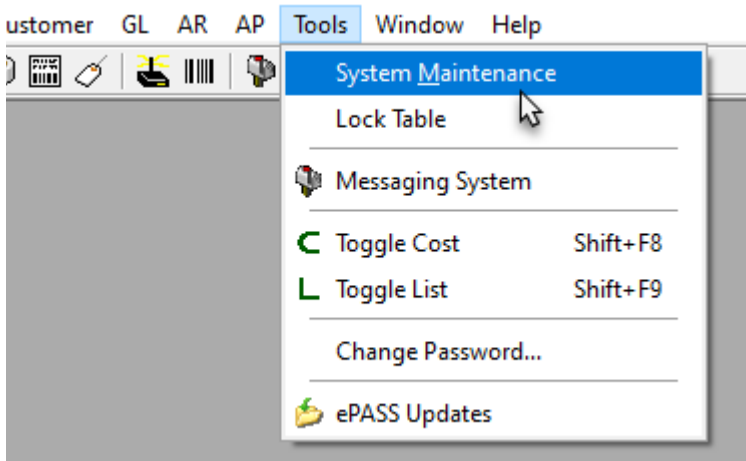 ustomer GL AR AP Tools Window Help
System Maintenance
Lock Table
Messaging System
Toggle Cost Shift+F8
Toggle List Shift+F9
Change Password...
ePASS Updates